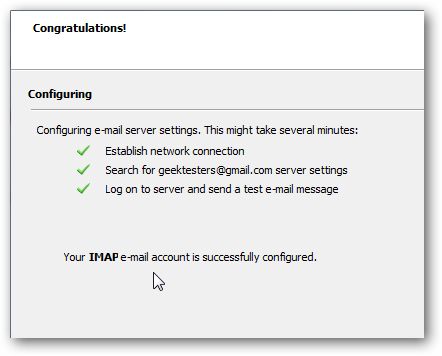 Congratulations!
Configuring
Configuring e-mail server settings. This might take several minutes:
Establish network connection
Search for geektesters@gmail.com server settings
Log on to server and send a test e-mail message
Your IMAP e-mail account is successfully configured.